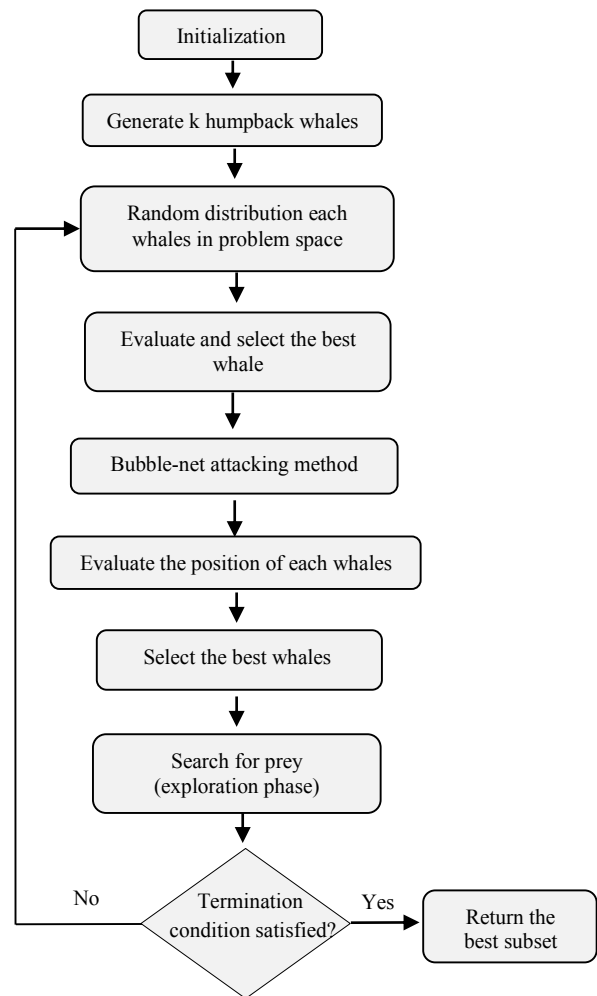 Initialization
Generate k humpback whales
Random distribution each
whales in problem space
Evaluate and select the best
whale
Bubble-net attacking method
Evaluate the position of each whales
Select the best whales
Search for prey
(exploration phase)
No
Termination
condition satisfied?
Yes
Return the
best subset